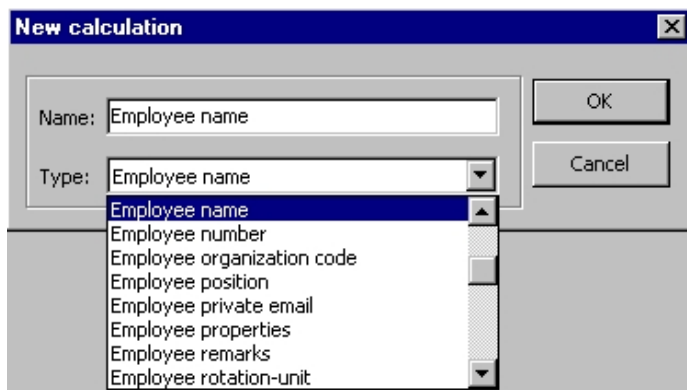 New calculation
Name: Employee name
OK
Type: Employee name
Cancel
Employee name
Employee number
Employee organization code
Employee position
Employee private email
Employee properties
Employee remarks
Employee rotation-unit